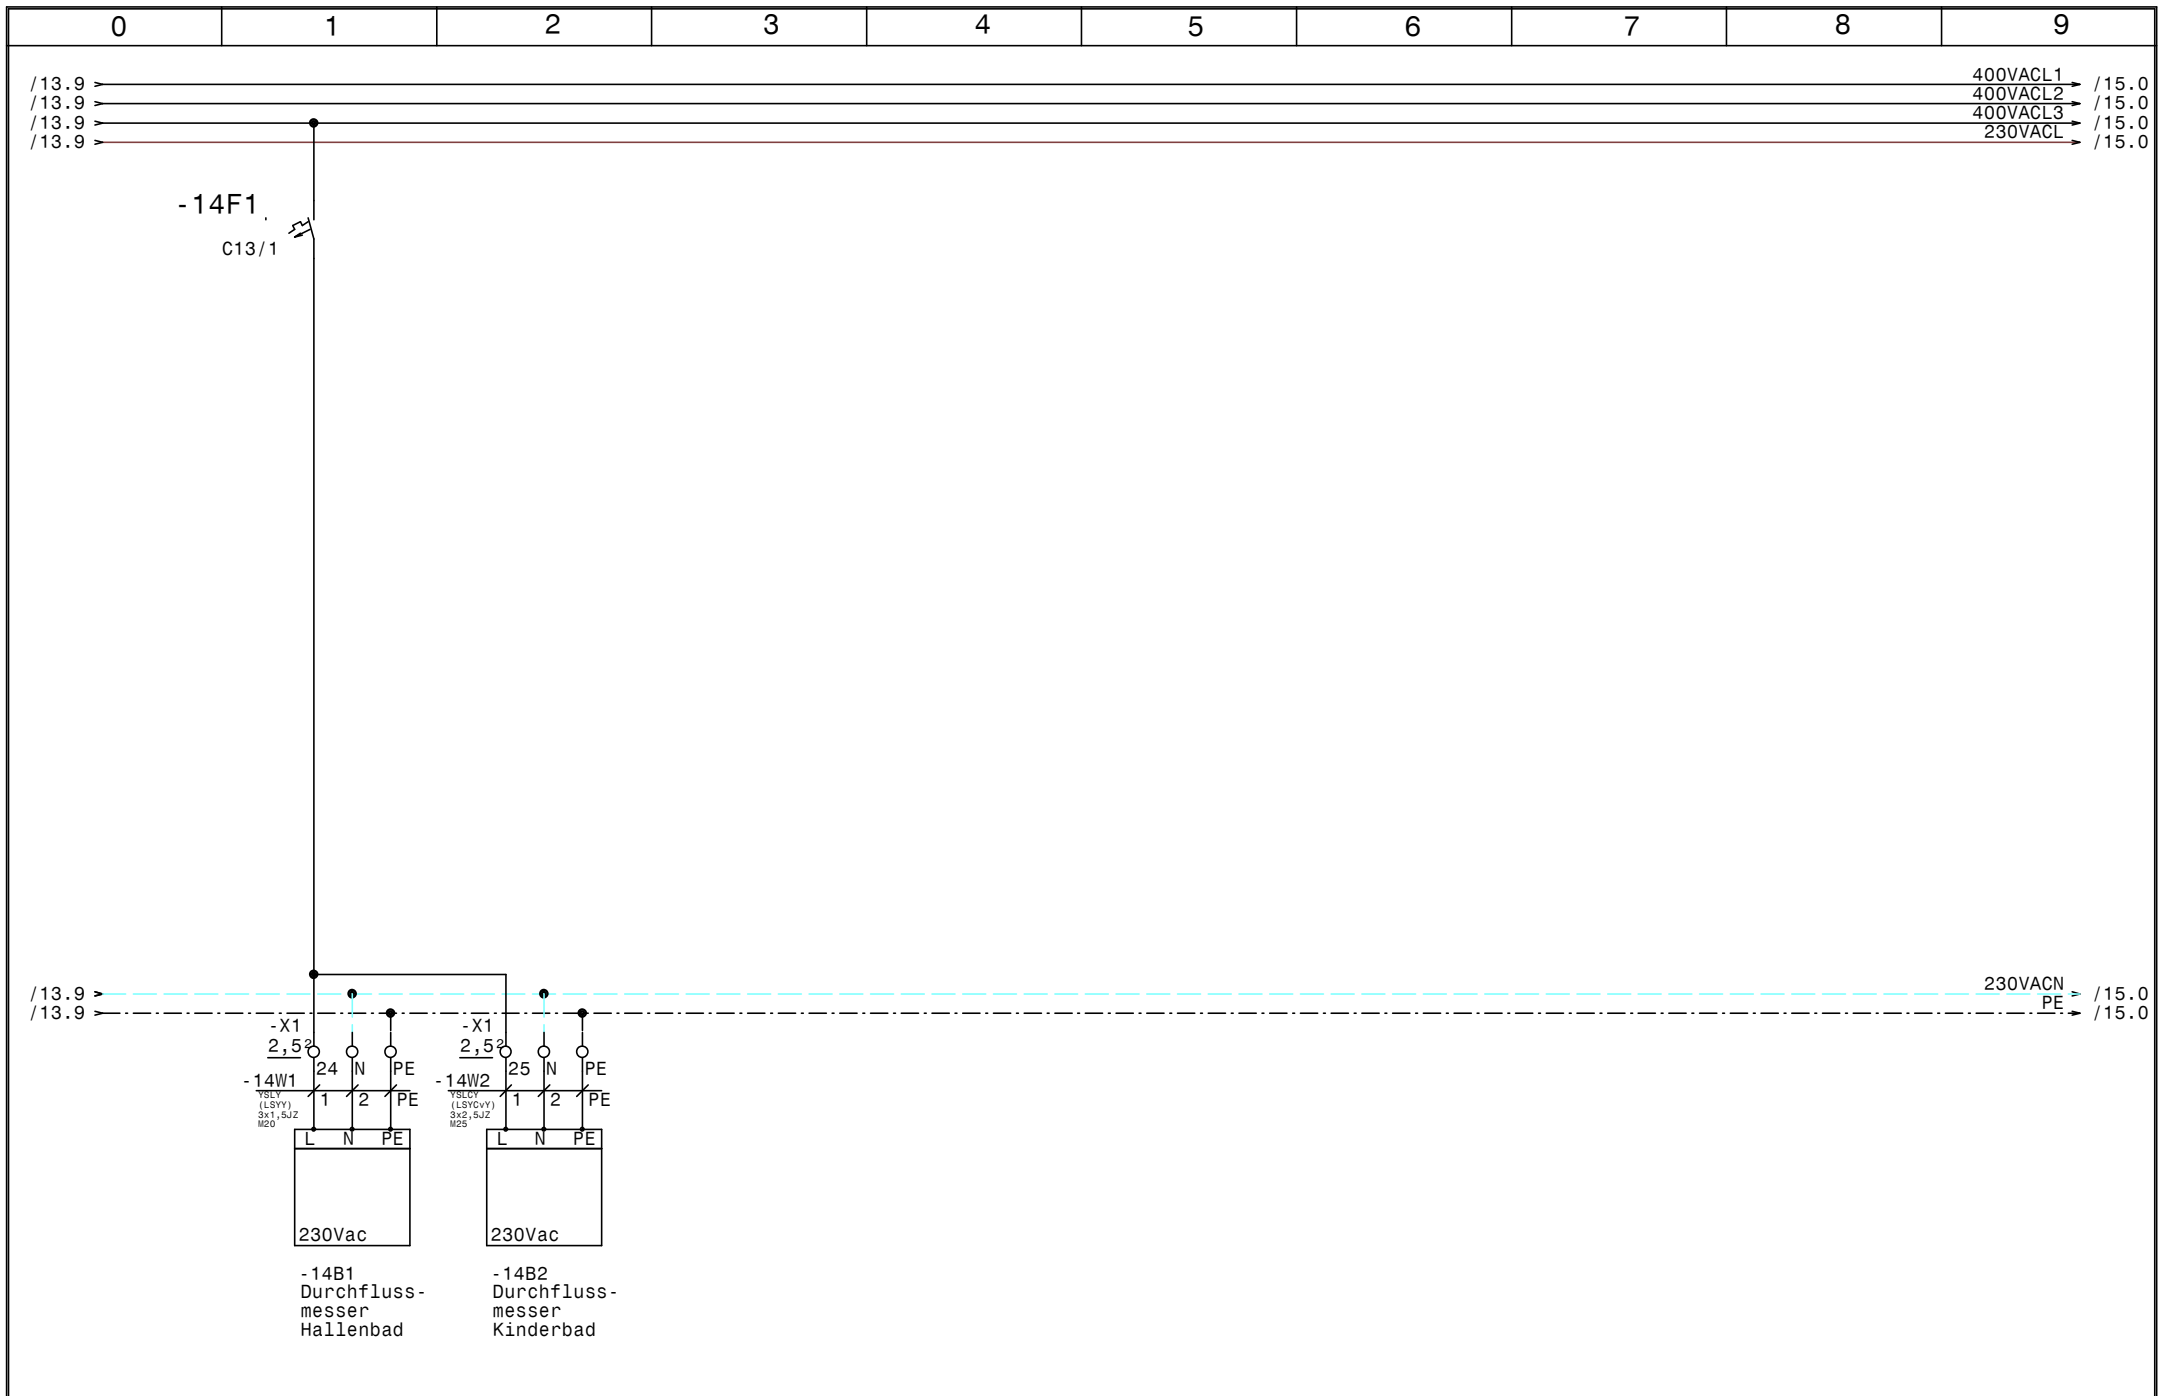 0 1 2 3 4 5 6 7 8 9
/13.9 400VACL1 /15.0
/13.9 400VACL2 /15.0
/13.9 400VACL3 /15.0
/13.9 230VACL /15.0
-14F1
C13/1
/13.9 230VACN /15.0
/13.9 PE /15.0
-X1 -X1
2,5² 2,5²
24 N PE 25 N PE
-14W1 -14W2
1 2 PE 1 2 PE
YSLY YSLCY
(LSYY) (LSYCvY)
3x1,5JZ 3x2,5JZ
M20 M25
L N PE L N PE
230Vac 230Vac
-14B1
Durchfluss-
messer
Hallenbad
-14B2
Durchfluss-
messer
Kinderbad